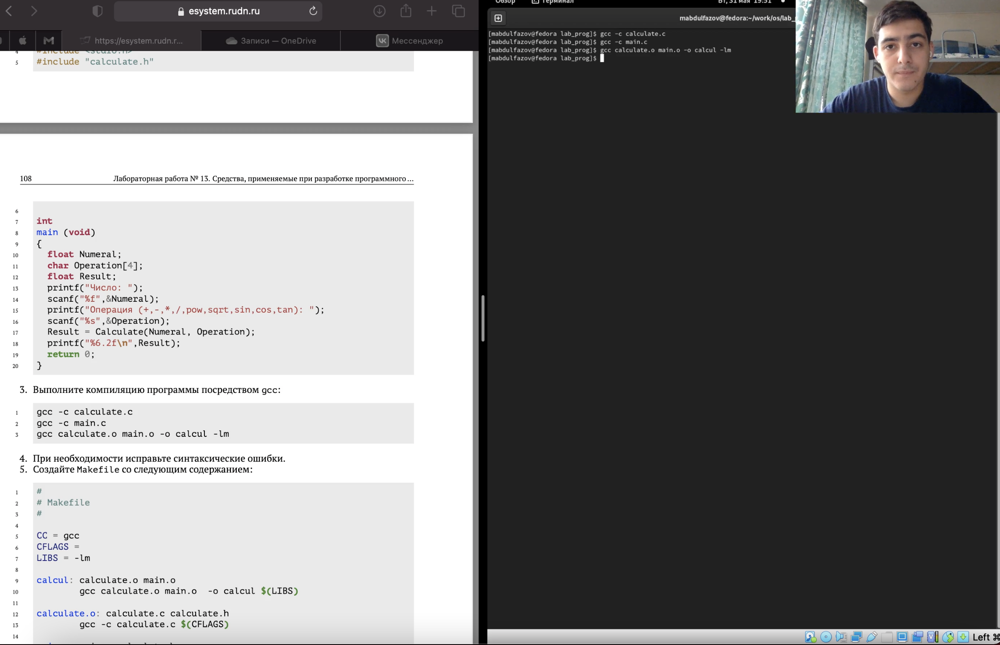 esystem.rudn.ru
https://esystem.rudn.r...
Записи — OneDrive
VK Мессенджер
4 #include <stdio.h>
5 #include "calculate.h"
108 Лабораторная работа № 13. Средства, применяемые при разработке программного ...
6
7 int
8 main (void)
9 {
10 float Numeral;
11 char Operation[4];
12 float Result;
13 printf("Число: ");
14 scanf("%f",&Numeral);
15 printf("Операция (+,-,*,/,pow,sqrt,sin,cos,tan): ");
16 scanf("%s",&Operation);
17 Result = Calculate(Numeral, Operation);
18 printf("%6.2f\n",Result);
19 return 0;
20 }
3. Выполните компиляцию программы посредством gcc:
1 gcc -c calculate.c
2 gcc -c main.c
3 gcc calculate.o main.o -o calcul -lm
4. При необходимости исправьте синтаксические ошибки.
5. Создайте Makefile со следующим содержанием:
1 #
2 # Makefile
3 #
4
5 CC = gcc
6 CFLAGS =
7 LIBS = -lm
8
9 calcul: calculate.o main.o
10 gcc calculate.o main.o -o calcul $(LIBS)
11
12 calculate.o: calculate.c calculate.h
13 gcc -c calculate.c $(CFLAGS)
14
Обзор Терминал Вт, 31 мая 19:51
mabdulfazov@fedora:~/work/os/lab_
[mabdulfazov@fedora lab_prog]$ gcc -c calculate.c
[mabdulfazov@fedora lab_prog]$ gcc -c main.c
[mabdulfazov@fedora lab_prog]$ gcc calculate.o main.o -o calcul -lm
[mabdulfazov@fedora lab_prog]$
Left ⌘